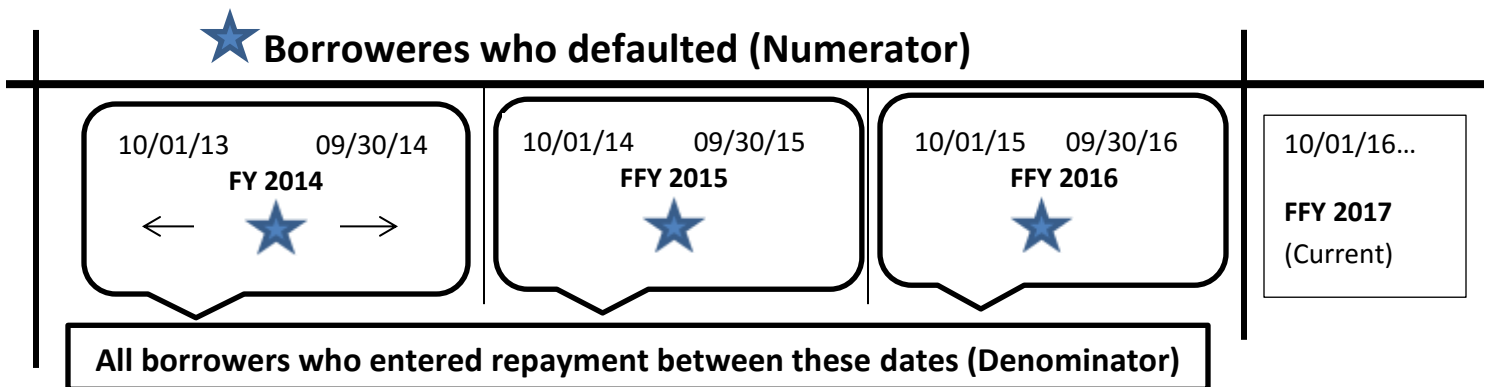 Borroweres who defaulted (Numerator)
10/01/13 09/30/14
FY 2014
10/01/14 09/30/15
FFY 2015
10/01/15 09/30/16
FFY 2016
10/01/16...
FFY 2017
(Current)
All borrowers who entered repayment between these dates (Denominator)